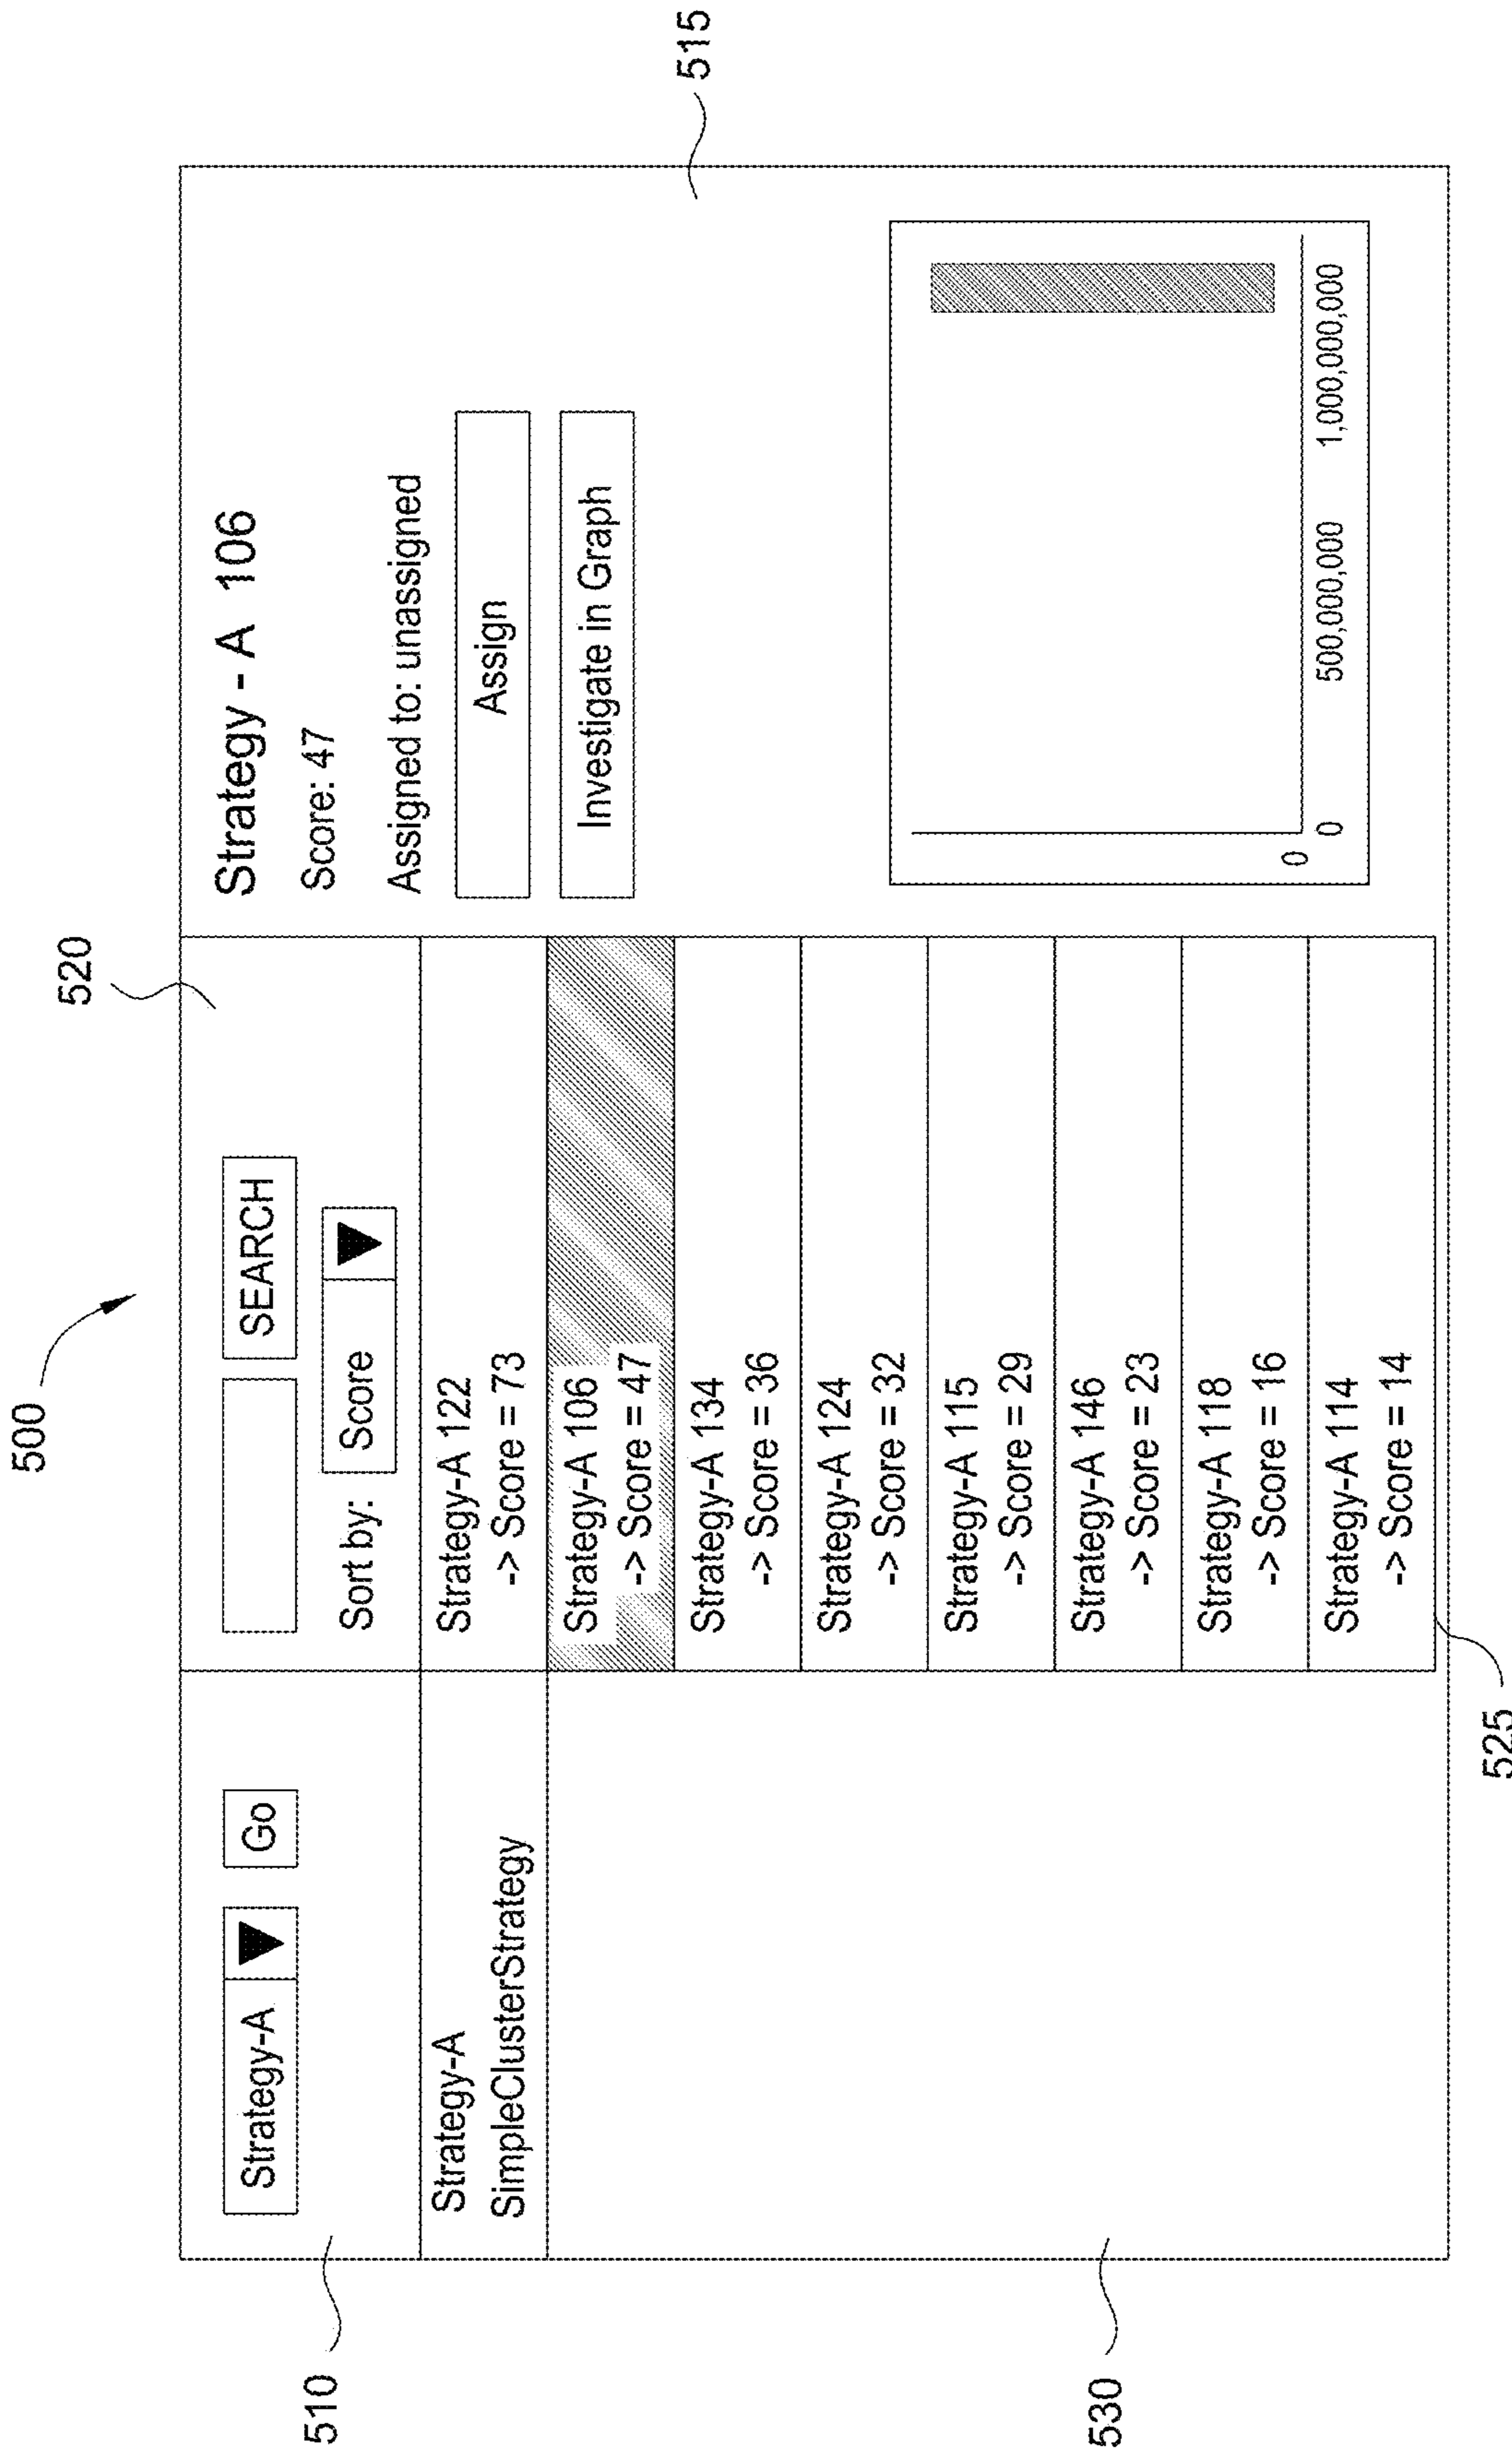 500
520
510
Strategy-A ▼ Go
Strategy-A
SimpleClusterStrategy
530
SEARCH
Sort by: Score ▼
Strategy-A 122
-> Score = 73
Strategy-A 106
-> Score = 47
Strategy-A 134
-> Score = 36
Strategy-A 124
-> Score = 32
Strategy-A 115
-> Score = 29
Strategy-A 146
-> Score = 23
Strategy-A 118
-> Score = 16
Strategy-A 114
-> Score = 14
525
Strategy - A 106
Score: 47
Assigned to: unassigned
Assign
Investigate in Graph
515
0
0 500,000,000 1,000,000,000